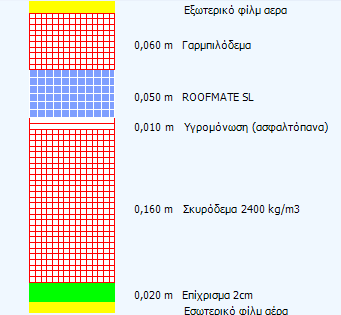 Εξωτερικό φίλμ αερα
0,060 m Γαρμπιλόδεμα
0,050 m ROOFMATE SL
0,010 m Υγρομόνωση (ασφαλτόπανα)
0,160 m Σκυρόδεμα 2400 kg/m3
0,020 m Επίχρισμα 2cm
Εσωτερικό φίλμ αέρα